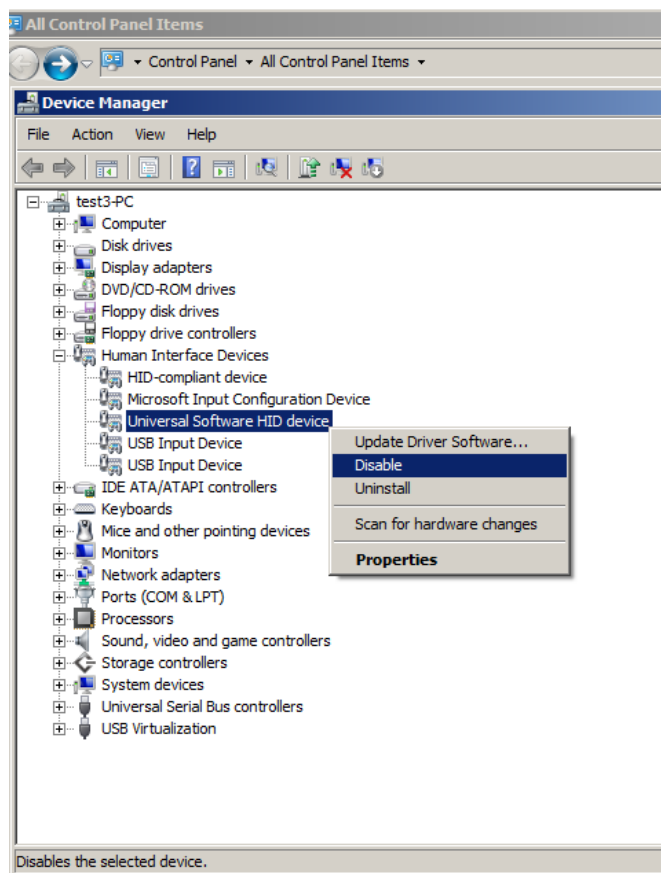 All Control Panel Items
Control Panel All Control Panel Items
Device Manager
File Action View Help
test3-PC
Computer
Disk drives
Display adapters
DVD/CD-ROM drives
Floppy disk drives
Floppy drive controllers
Human Interface Devices
HID-compliant device
Microsoft Input Configuration Device
Universal Software HID device
USB Input Device
USB Input Device
IDE ATA/ATAPI controllers
Keyboards
Mice and other pointing devices
Monitors
Network adapters
Ports (COM & LPT)
Processors
Sound, video and game controllers
Storage controllers
System devices
Universal Serial Bus controllers
USB Virtualization
Update Driver Software...
Disable
Uninstall
Scan for hardware changes
Properties
Disables the selected device.